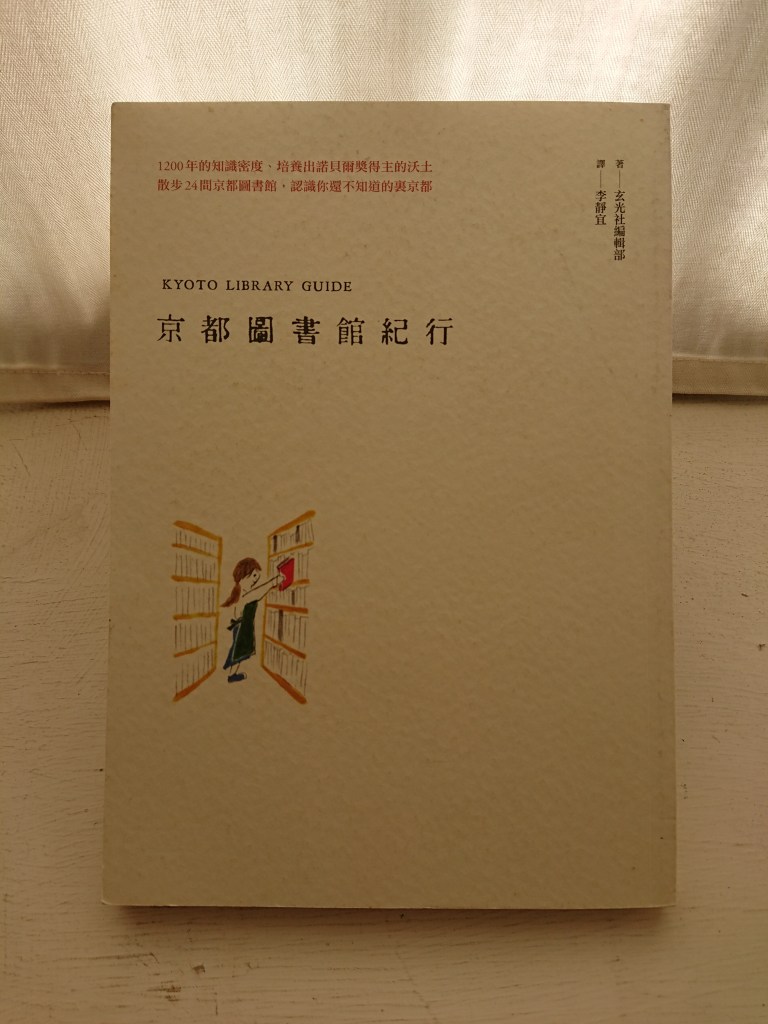 1200年的知識密度、培養出諾貝爾獎得主的沃土
散步24間京都圖書館，認識你還不知道的裏京都
著——玄光社編輯部
譯——李靜宜
KYOTO LIBRARY GUIDE
京都圖書館紀行